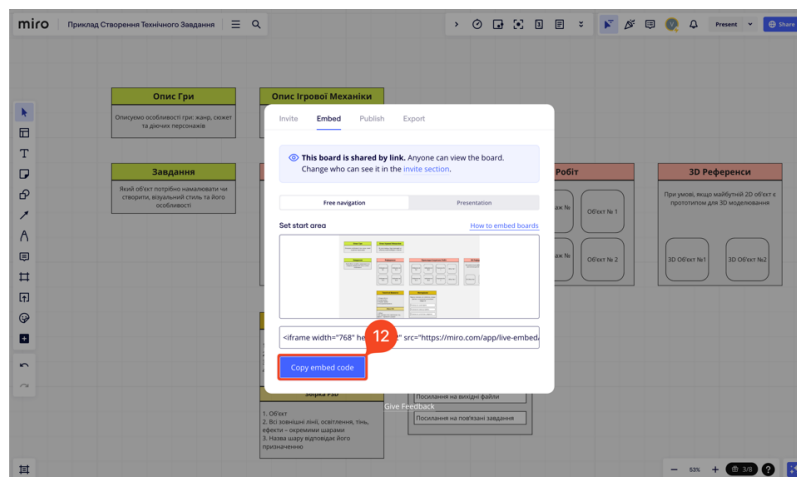 miro
Приклад Створення Технічного Завдання
Present
Share
Опис Гри
Описуємо особливості гри: жанр, сюжет
та діючих персонажів
Опис Ігрової Механіки
Завдання
Який об'єкт потрібно намалювати чи
створити, візуальний стиль та його
особливості
Invite
Embed
Publish
Export
This board is shared by link. Anyone can view the board.
Change who can see it in the invite section.
Free navigation
Presentation
Set start area
How to embed boards
<iframe width="768" he
" src="https://miro.com/app/live-embed/
12
Copy embed code
Give Feedback
Робіт
Об'єкт № 1
Об'єкт № 2
3D Референси
При умові, якщо майбутній 2D об'єкт є
прототипом для 3D моделювання
3D Об'єкт №1
3D Об'єкт №2
1. Об'єкт
2. Всі зовнішні лінії, освітлення, тінь,
ефекти – окремими шарами
3. Назва шару відповідає його
призначенню
Посилання на вихідні файли
Посилання на пов'язані завдання
53%
3/8